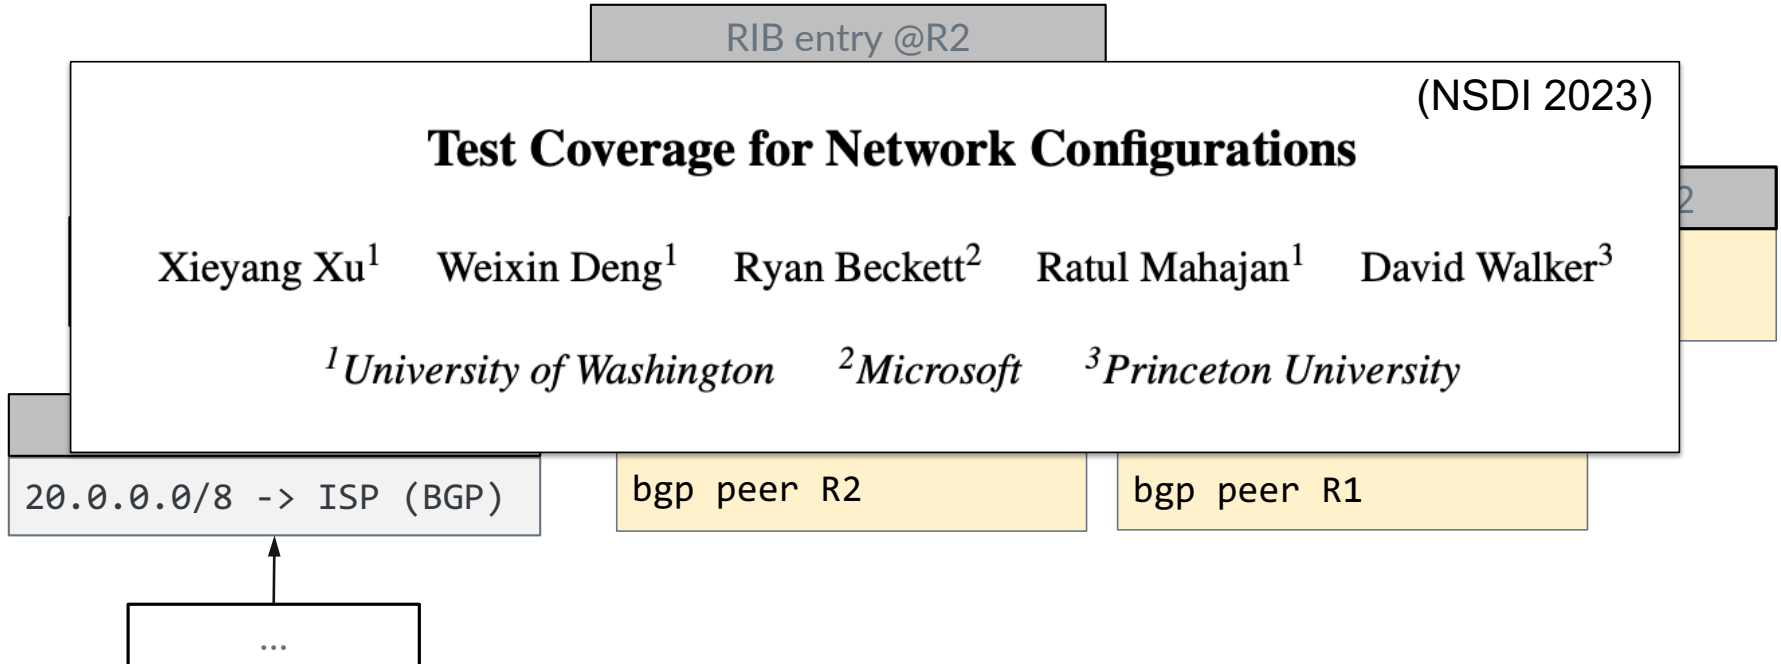 RIB entry @R2
(NSDI 2023)
Test Coverage for Network Configurations
2
Xieyang Xu1 Weixin Deng1 Ryan Beckett2 Ratul Mahajan1 David Walker3
1University of Washington 2Microsoft 3Princeton University
20.0.0.0/8 -> ISP (BGP)
bgp peer R2
bgp peer R1
...